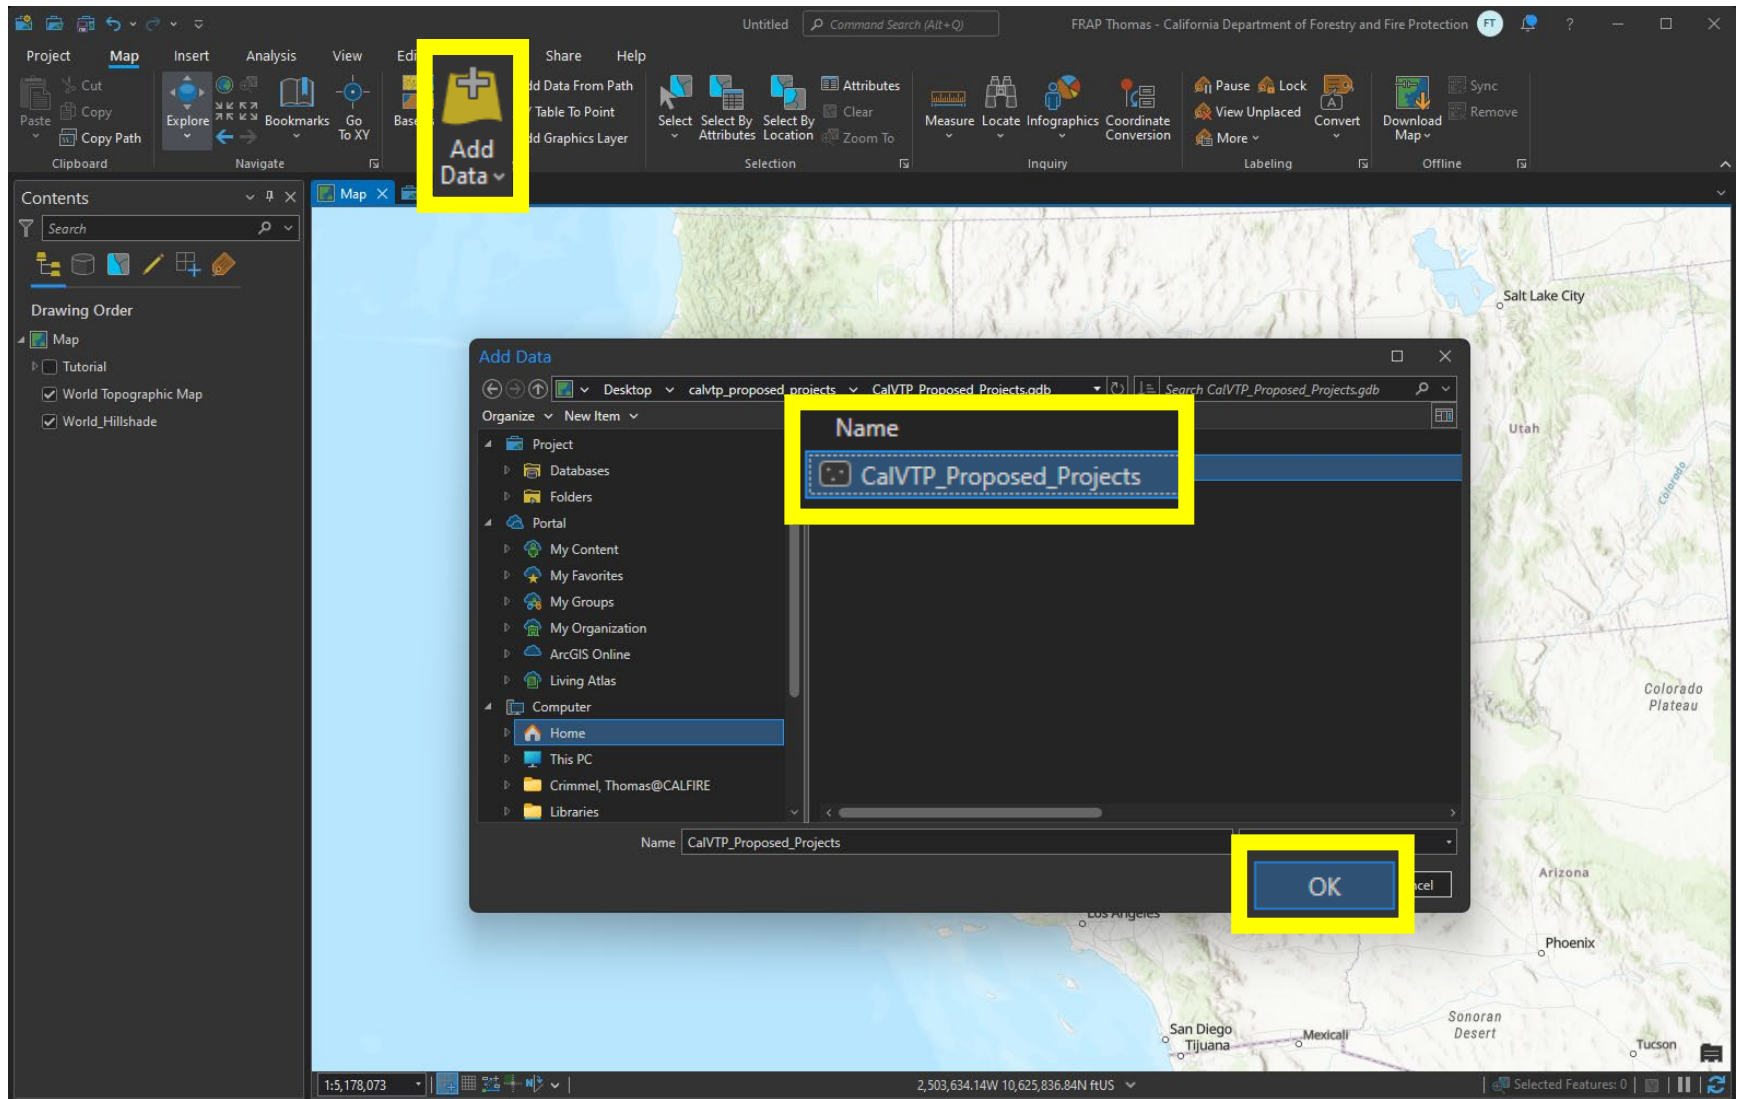 Untitled
Command Search (Alt+Q)
FRAP Thomas - California Department of Forestry and Fire Protection
FT
?
Project Map Insert Analysis View Share Help
Paste
Cut
Copy
Copy Path
Clipboard
Explore
Bookmarks
Go
To XY
Navigate
Add
Data
Data From Path
Table To Point
Graphics Layer
Select
Select By
Attributes
Select By
Location
Attributes
Clear
Zoom To
Selection
Measure
Locate
Infographics
Coordinate
Conversion
Inquiry
Pause
Lock
View Unplaced
More
Convert
Labeling
Download
Map
Sync
Remove
Offline
Contents
Search
Drawing Order
Map
Tutorial
World Topographic Map
World_Hillshade
Map
Salt Lake City
Utah
Colorado
Colorado
Plateau
Arizona
Phoenix
Sonoran
Desert
Tucson
Los Angeles
San Diego
Tijuana
Mexicali
Add Data
Desktop calvtp_proposed_projects CalVTP_Proposed_Projects.gdb
Search CalVTP_Proposed_Projects.gdb
Organize New Item
Project
Databases
Folders
Portal
My Content
My Favorites
My Groups
My Organization
ArcGIS Online
Living Atlas
Computer
Home
This PC
Crimmel, Thomas@CALFIRE
Libraries
Name
CalVTP_Proposed_Projects
Name CalVTP_Proposed_Projects
OK
1:5,178,073
2,503,634.14W 10,625,836.84N ftUS
Selected Features: 0